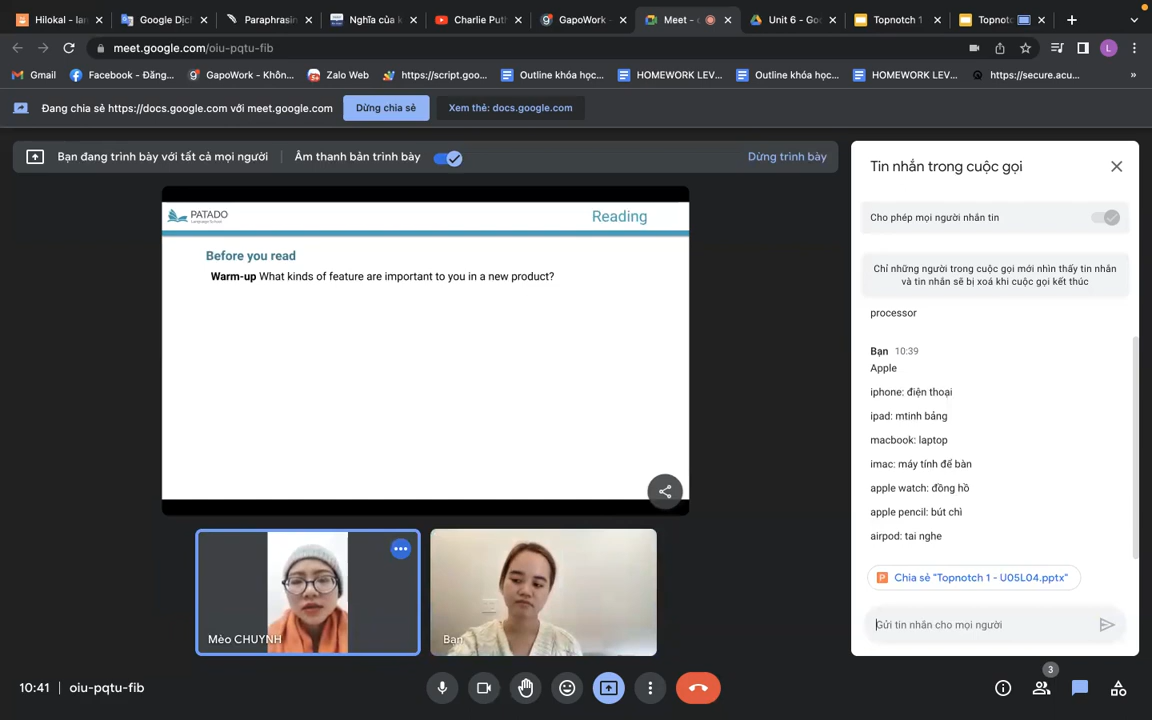 Hilokal - lan
Google Dịc
Paraphrasin
Nghĩa của k
Charlie Puth
GapoWork
Meet -
Unit 6 - Goo
Topnotch 1
Topno
meet.google.com/oiu-pqtu-fib
L
Gmail
Facebook - Đăng...
GapoWork - Khôn...
Zalo Web
https://script.goo...
Outline khóa học...
HOMEWORK LEV...
Outline khóa học...
HOMEWORK LEV...
https://secure.acu...
»
Đang chia sẻ https://docs.google.com với meet.google.com
Dừng chia sẻ
Xem thẻ: docs.google.com
Bạn đang trình bày với tất cả mọi người
Âm thanh bản trình bày
Dừng trình bày
PATADO
Reading
Before you read
Warm-up What kinds of feature are important to you in a new product?
Mèo CHUYNH
Bạn
Tin nhắn trong cuộc gọi
Cho phép mọi người nhắn tin
Chỉ những người trong cuộc gọi mới nhìn thấy tin nhắn
và tin nhắn sẽ bị xoá khi cuộc gọi kết thúc
processor
Bạn 10:39
Apple
iphone: điện thoại
ipad: mtinh bảng
macbook: laptop
imac: máy tính để bàn
apple watch: đồng hồ
apple pencil: bút chì
airpod: tai nghe
Chia sẻ "Topnotch 1 - U05L04.pptx"
Gửi tin nhắn cho mọi người
10:41 | oiu-pqtu-fib
3